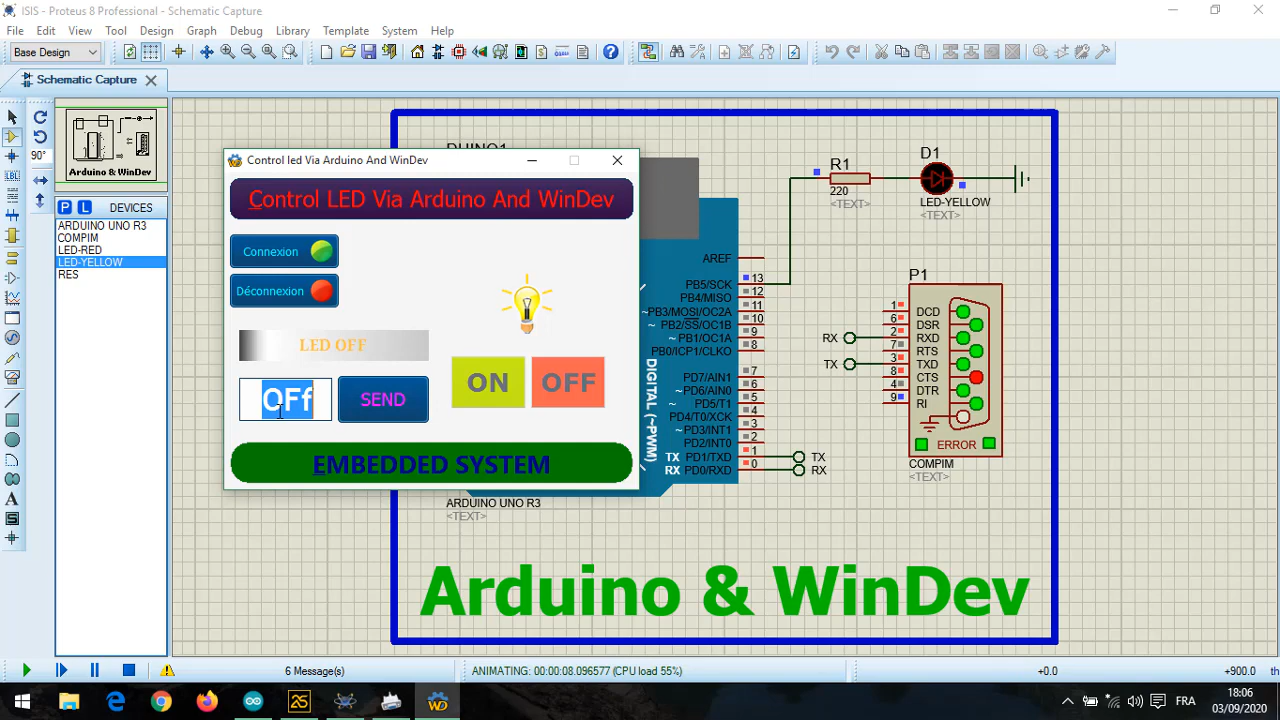 ISIS - Proteus 8 Professional - Schematic Capture
File Edit View Tool Design Graph Debug Library Template System Help
Base Design
Schematic Capture
Arduino & WinDev
90°
P L DEVICES
ARDUINO UNO R3
COMPIM
LED-RED
LED-YELLOW
RES
Control led Via Arduino And WinDev
Control LED Via Arduino And WinDev
Connexion
Déconnexion
LED OFF
OFf
SEND
ON
OFF
EMBEDDED SYSTEM
ARDUINO UNO R3
<TEXT>
AREF
PB5/SCK 13
PB4/MISO 12
~PB3/MOSI/OC2A 11
~ PB2/SS/OC1B 10
~ PB1/OC1A 9
PB0/ICP1/CLKO 8
PD7/AIN1 7
~ PD6/AIN0 6
~ PD5/T1 5
PD4/T0/XCK 4
~ PD3/INT1 3
PD2/INT0 2
TX PD1/TXD 1 TX
RX PD0/RXD 0 RX
DIGITAL (~PWM)
R1
220
<TEXT>
D1
LED-YELLOW
<TEXT>
P1
1 DCD
6 DSR
RX 2 RXD
7 RTS
TX 3 TXD
8 CTS
4 DTR
9 RI
ERROR
COMPIM
<TEXT>
Arduino & WinDev
6 Message(s)
ANIMATING: 00:00:08.096577 (CPU load 55%)
+0.0
+900.0
th
FRA
18:06
03/09/2020